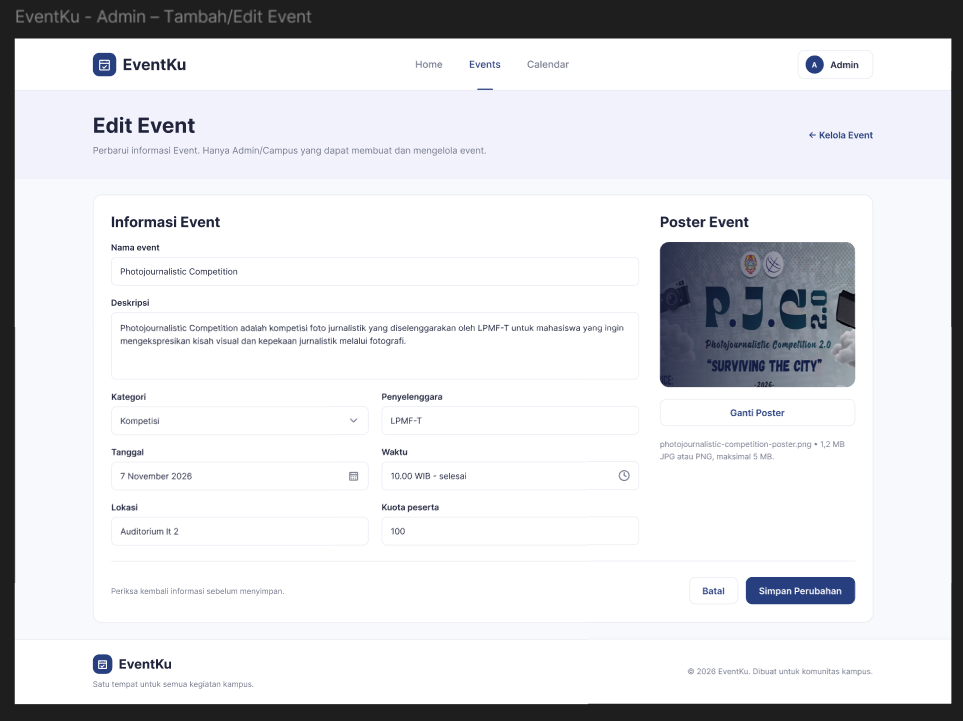 EventKu - Admin – Tambah/Edit Event
EventKu
Home
Events
Calendar
A
Admin
Edit Event
Perbarui informasi Event. Hanya Admin/Campus yang dapat membuat dan mengelola event.
← Kelola Event
Informasi Event
Nama event
Photojournalistic Competition
Deskripsi
Photojournalistic Competition adalah kompetisi foto jurnalistik yang diselenggarakan oleh LPMF-T untuk mahasiswa yang ingin
mengekspresikan kisah visual dan kepekaan jurnalistik melalui fotografi.
Kategori
Penyelenggara
Kompetisi
LPMF-T
Tanggal
Waktu
7 November 2026
10.00 WIB - selesai
Lokasi
Kuota peserta
Auditorium lt 2
100
Poster Event
P.J.C 2.0
Photojournalistic Competition 2.0
"SURVIVING THE CITY"
-2026-
Ganti Poster
photojournalistic-competition-poster.png • 1,2 MB
JPG atau PNG, maksimal 5 MB.
Periksa kembali informasi sebelum menyimpan.
Batal
Simpan Perubahan
EventKu
Satu tempat untuk semua kegiatan kampus.
© 2026 EventKu. Dibuat untuk komunitas kampus.